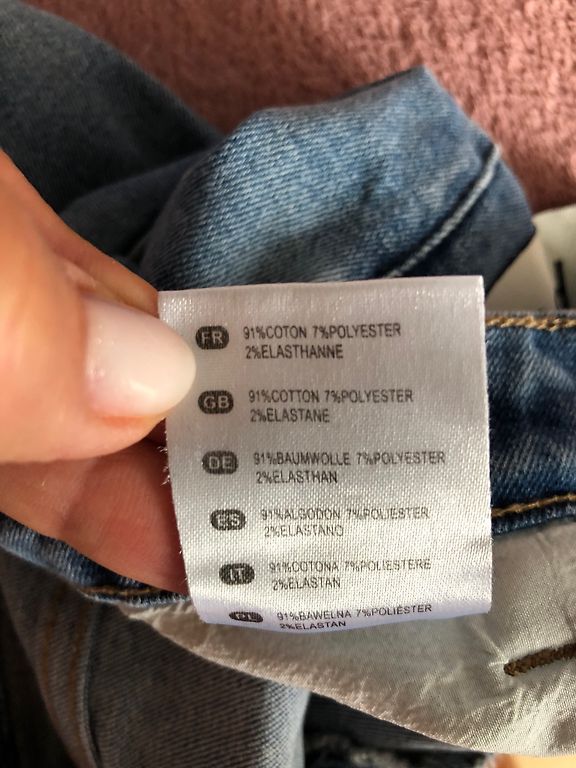 FR 91%COTON 7%POLYESTER
2%ELASTHANNE
GB 91%COTTON 7%POLYESTER
2%ELASTANE
DE 91%BAUMWOLLE 7%POLYESTER
2%ELASTHAN
ES 91%ALGODON 7%POLIESTER
2%ELASTANO
IT 91%COTONA 7%POLIESTERE
2%ELASTAN
PL 91%BAWEŁNA 7%POLIESTER
2%ELASTAN